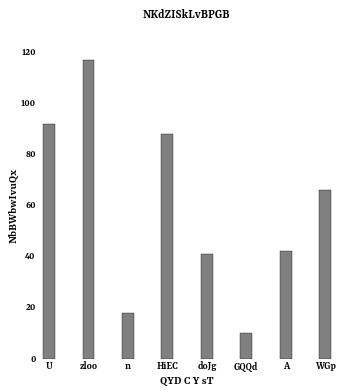 NKdZISkLvBPGB
NbBWbwIvuQx
120
100
80
60
40
20
0
U zloo n HiEC doJg GQQd A WGp
QYD C Y sT